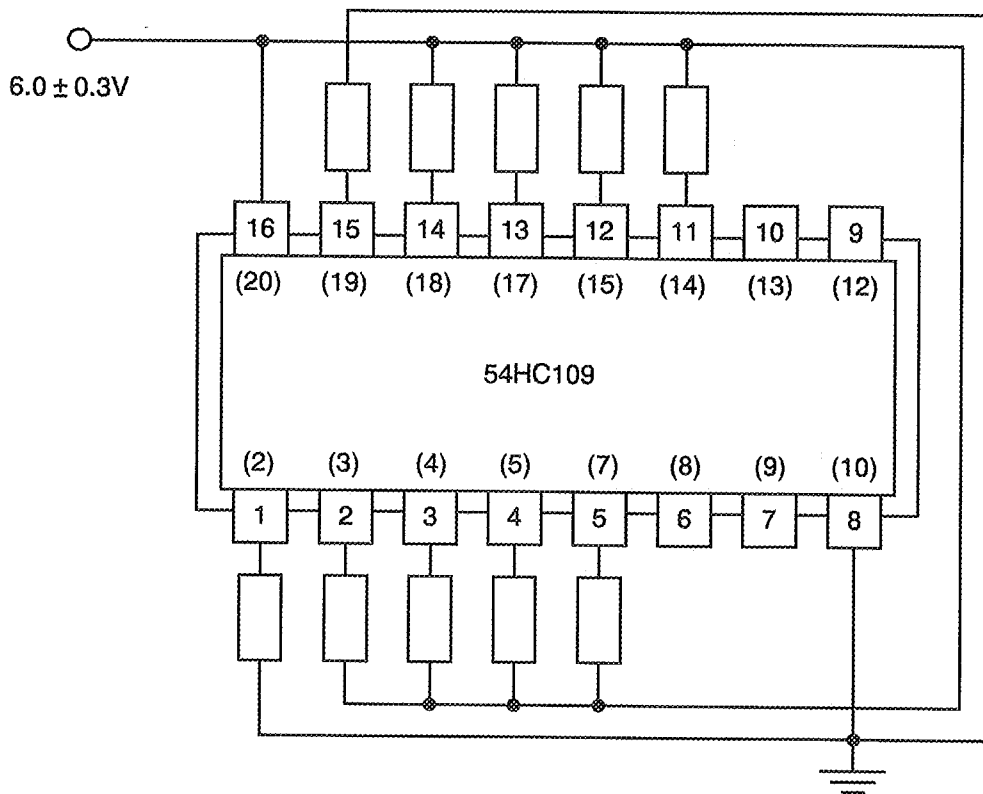 6.0 ± 0.3V
16 15 14 13 12 11 10 9
(20) (19) (18) (17) (15) (14) (13) (12)
54HC109
(2) (3) (4) (5) (7) (8) (9) (10)
1 2 3 4 5 6 7 8